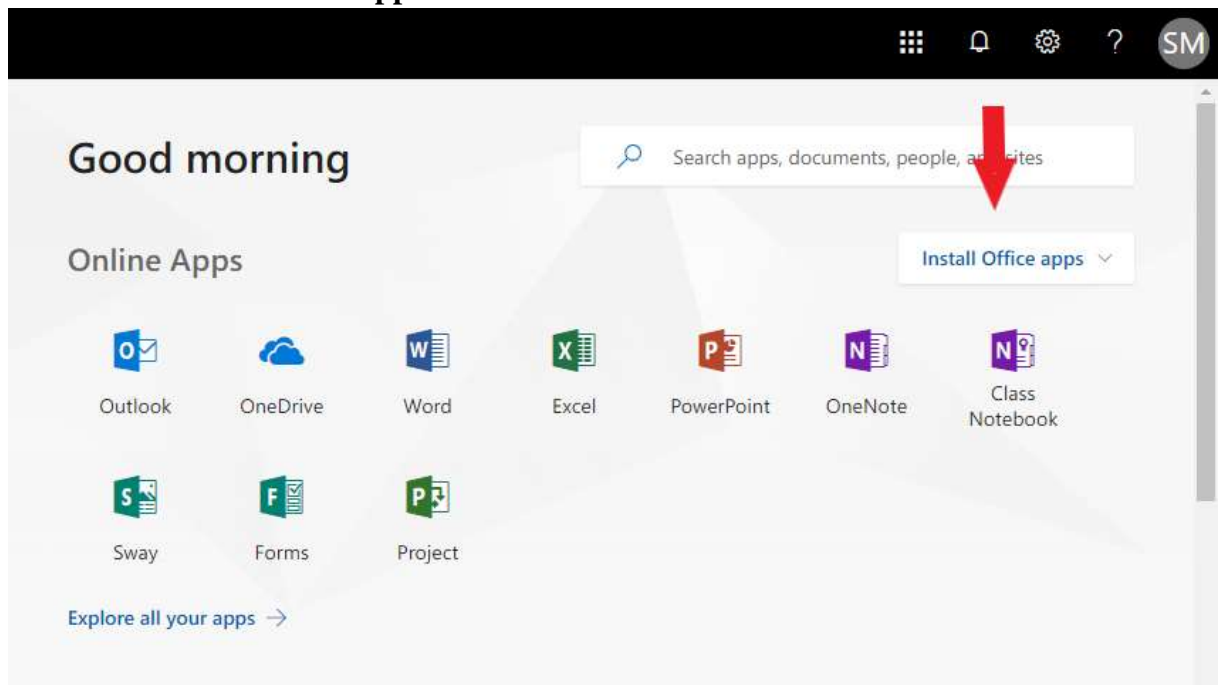 ? SM
Good morning
Search apps, documents, people, and sites
Online Apps
Install Office apps
Outlook OneDrive Word Excel PowerPoint OneNote Class Notebook
Sway Forms Project
Explore all your apps →